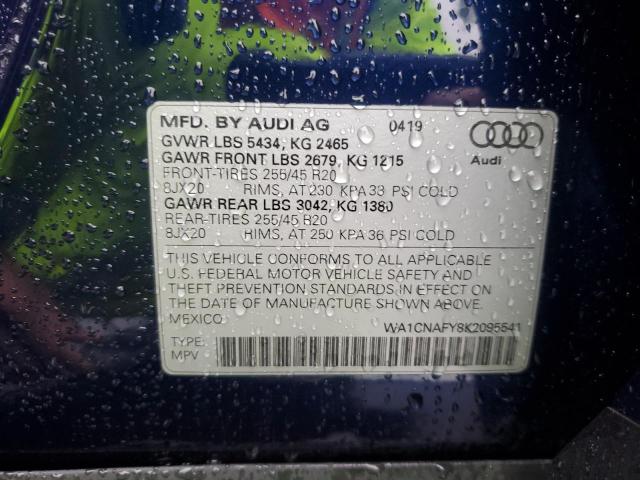 MFD. BY AUDI AG 0419
GVWR LBS 5434, KG 2465
GAWR FRONT LBS 2679, KG 1215
FRONT-TIRES 255/45 R20
8JX20 RIMS, AT 230 KPA 33 PSI COLD
GAWR REAR LBS 3042, KG 1380
REAR-TIRES 255/45 R20
8JX20 RIMS, AT 250 KPA 36 PSI COLD
Audi
THIS VEHICLE CONFORMS TO ALL APPLICABLE
U.S. FEDERAL MOTOR VEHICLE SAFETY AND
THEFT PREVENTION STANDARDS IN EFFECT ON
THE DATE OF MANUFACTURE SHOWN ABOVE.
MEXICO
WA1CNAFY8K2095541
TYPE:
MPV